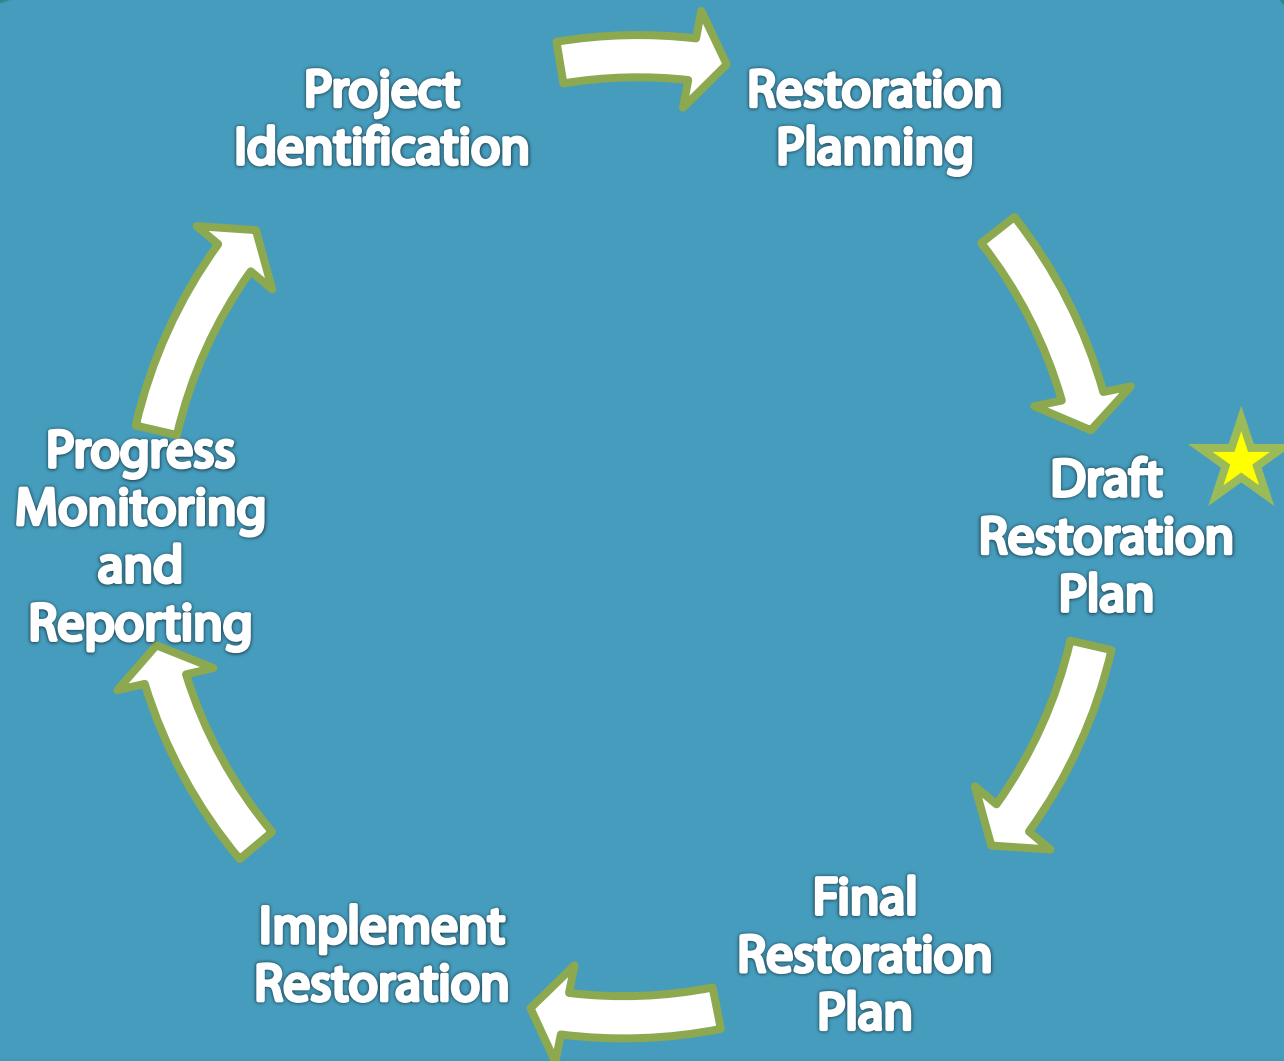 Project
Identification
Restoration
Planning
Draft
Restoration
Plan
Final
Restoration
Plan
Implement
Restoration
Progress
Monitoring
and
Reporting